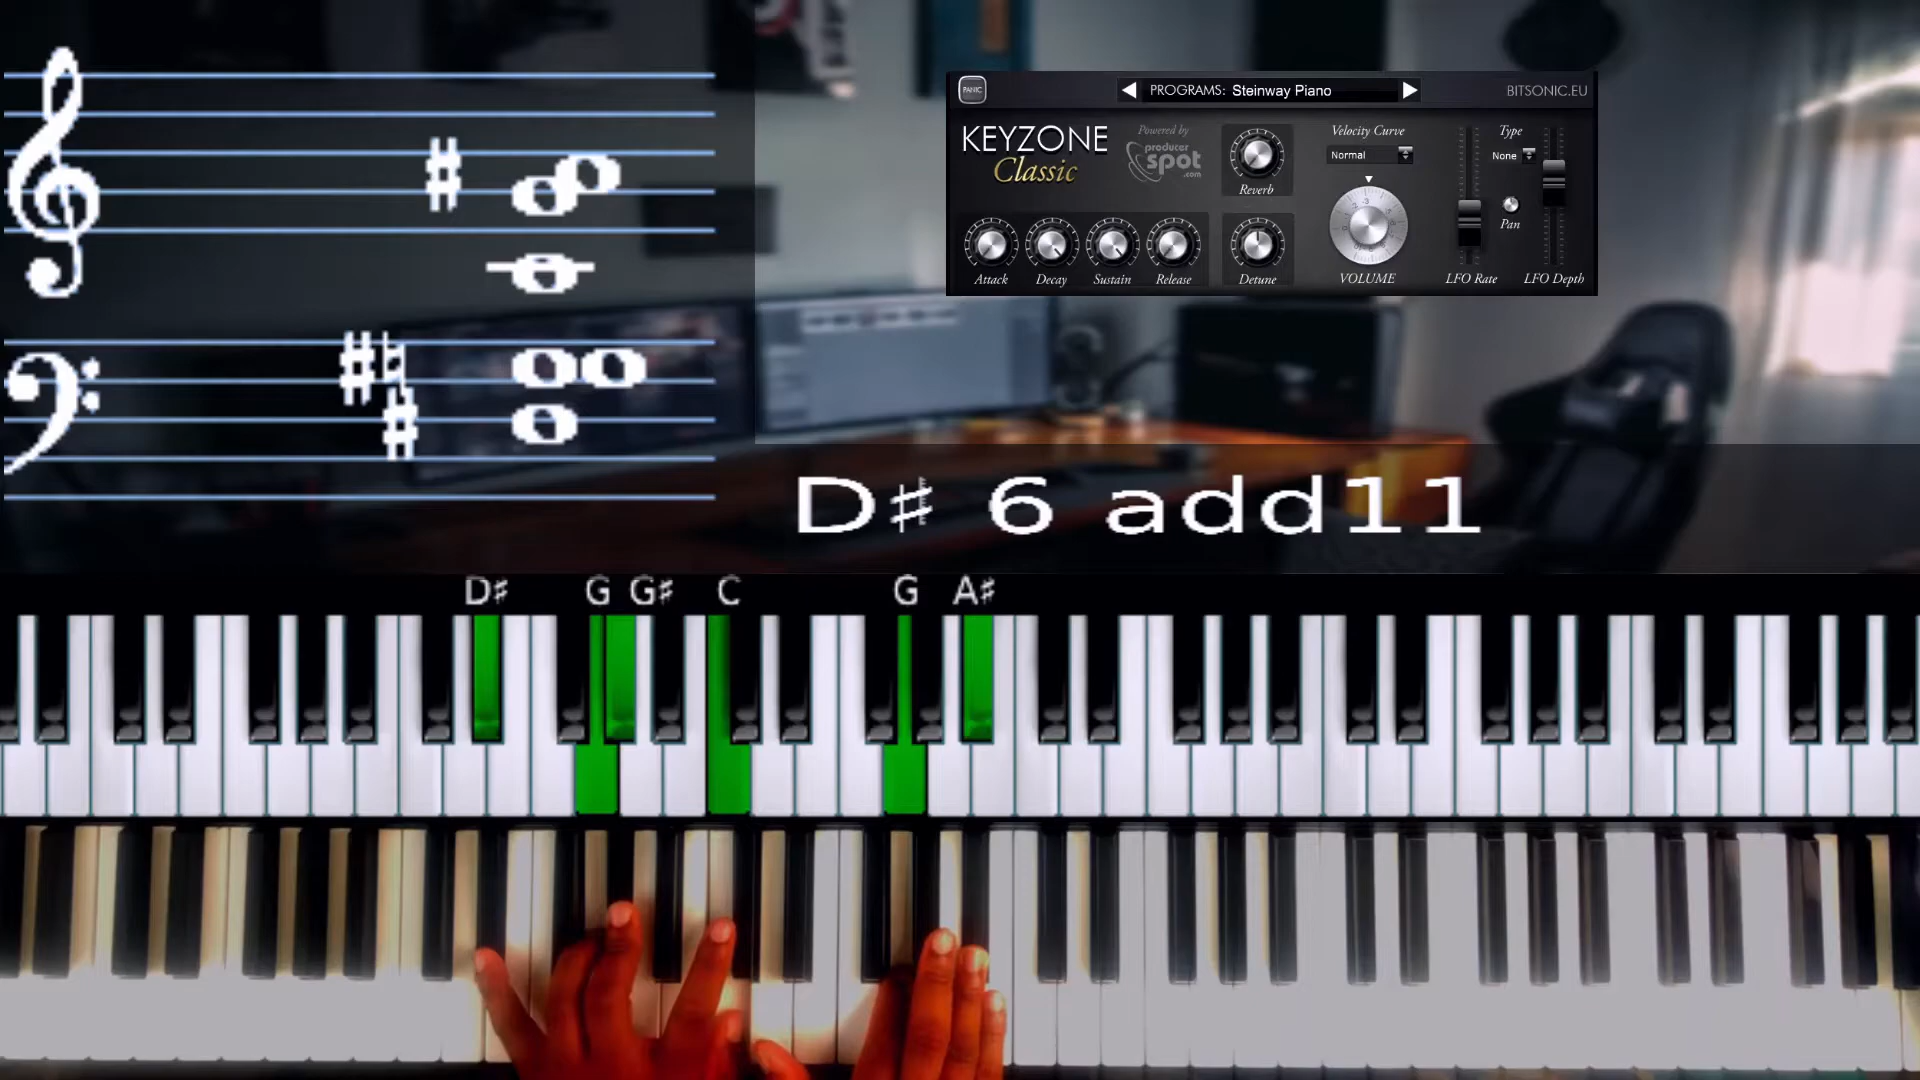 PANIC
PROGRAMS: Steinway Piano
BITSONIC.EU
KEYZONE
Classic
Powered by
producer
spot
.com
Reverb
Velocity Curve
Normal
Type
None
Pan
Attack
Decay
Sustain
Release
Detune
VOLUME
LFO Rate
LFO Depth
D♯ 6 add11
D♯ G G♯ C G A♯